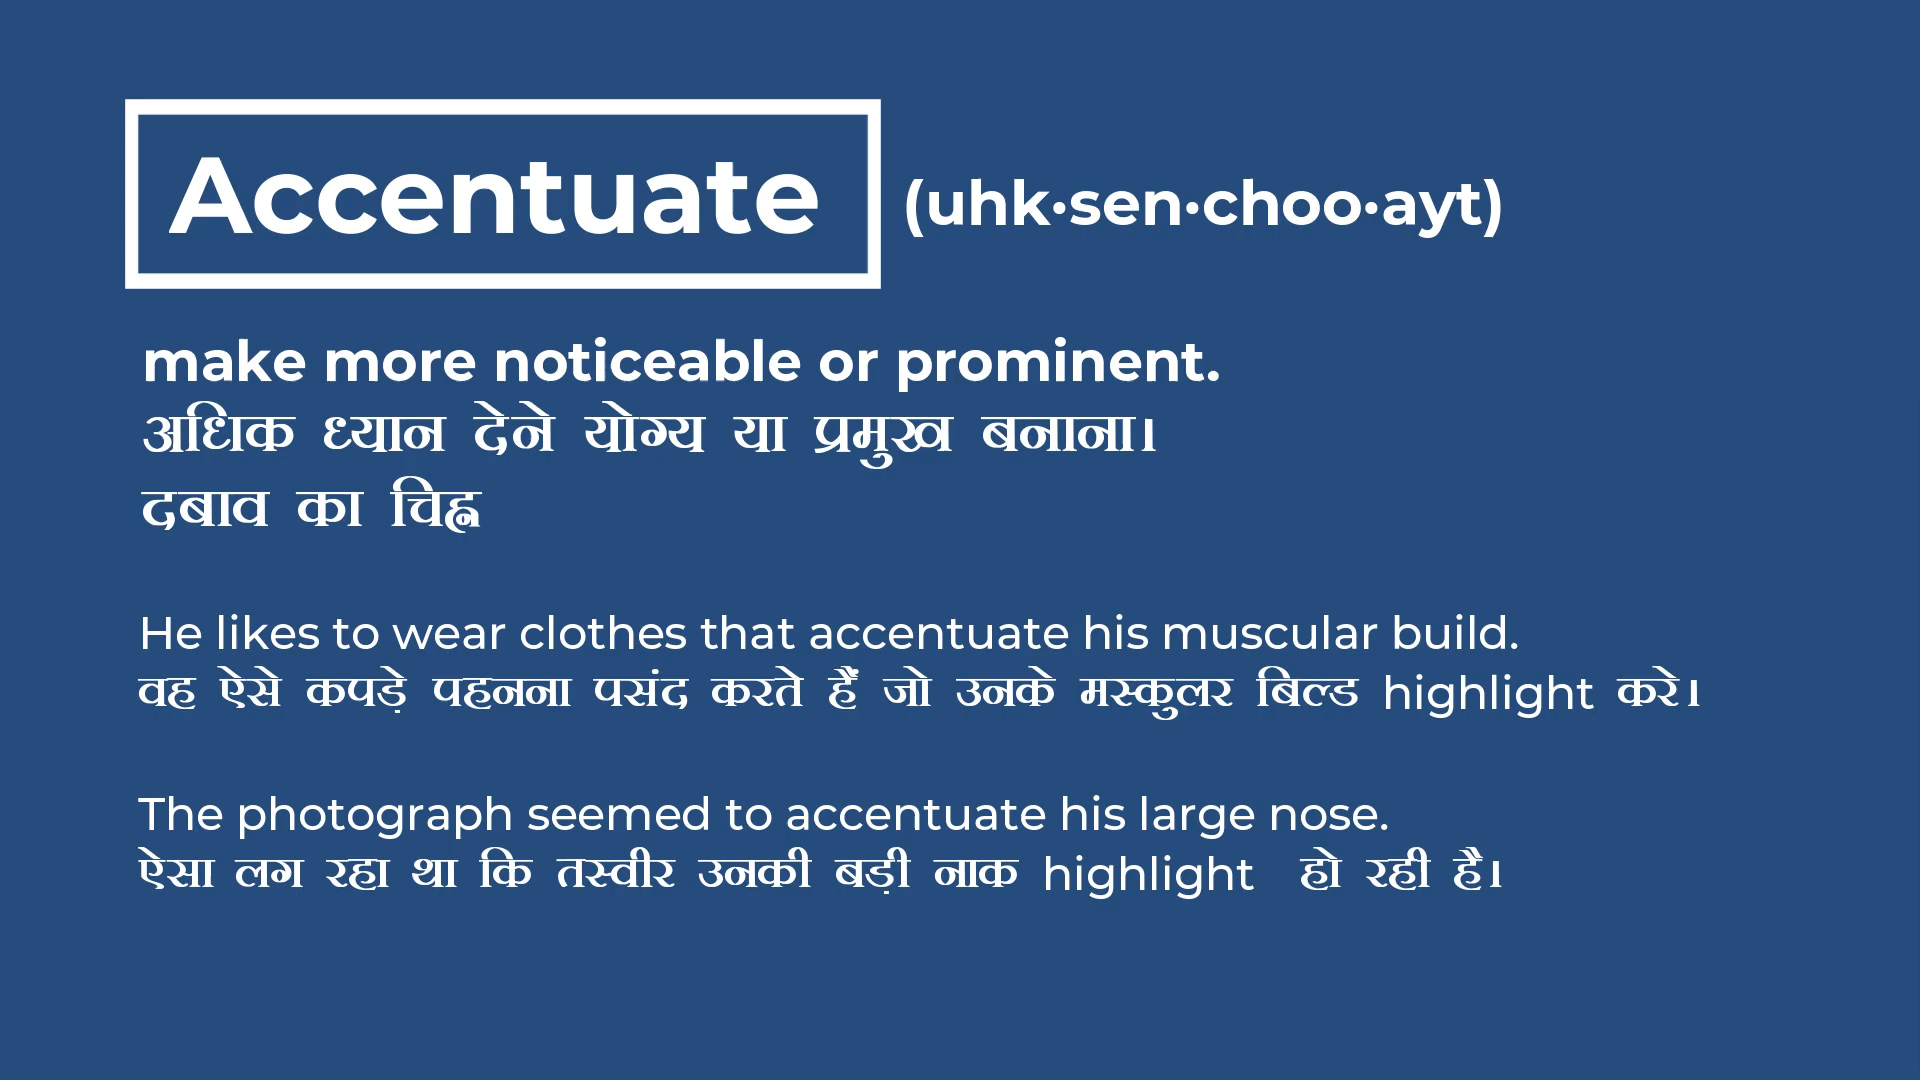 Accentuate (uhk•sen•choo•ayt)
make more noticeable or prominent.
अधिक ध्यान देने योग्य या प्रमुख बनाना।
दबाव का चिह्न
He likes to wear clothes that accentuate his muscular build.
वह ऐसे कपड़े पहनना पसंद करते हैं जो उनके मस्कुलर बिल्ड highlight करे।
The photograph seemed to accentuate his large nose.
ऐसा लग रहा था कि तस्वीर उनकी बड़ी नाक highlight हो रही है।